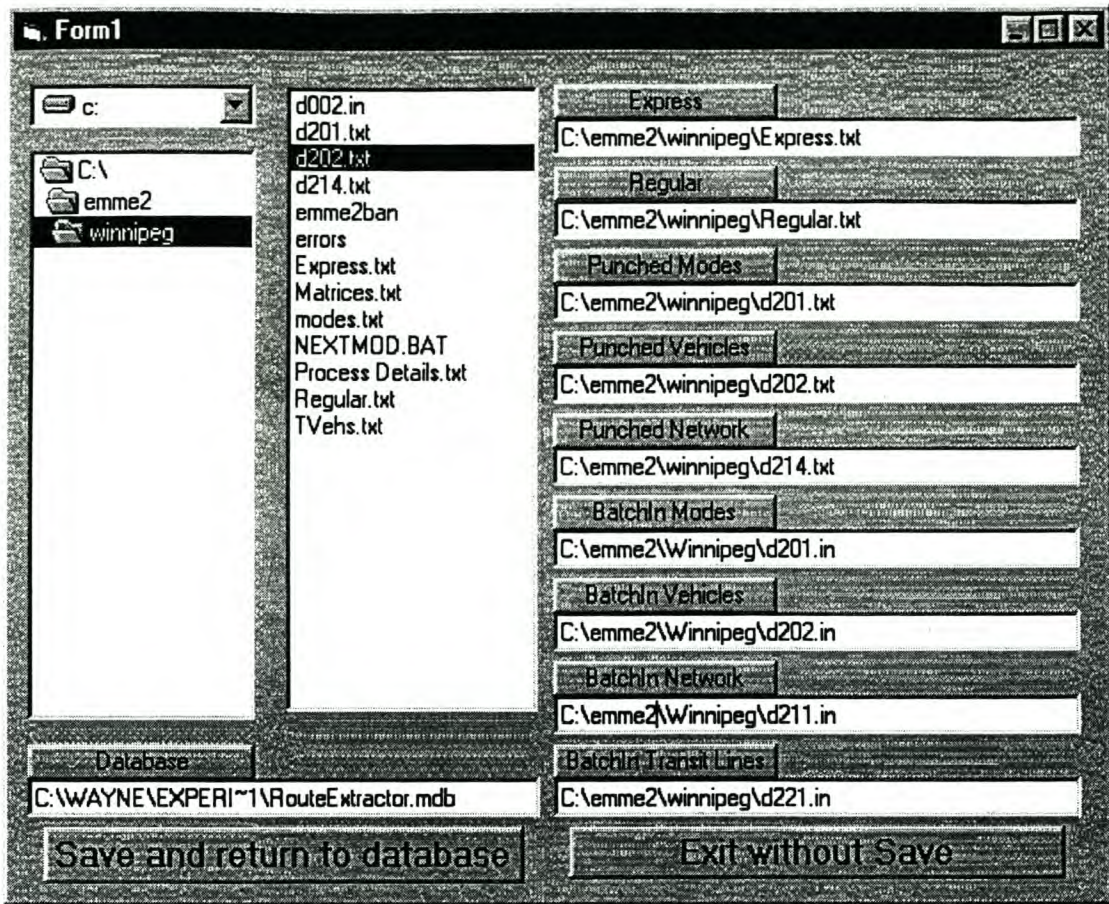 Form1
c:
C:\
emme2
winnipeg
d002.in
d201.txt
d202.txt
d214.txt
emme2ban
errors
Express.txt
Matrices.txt
modes.txt
NEXTMOD.BAT
Process Details.txt
Regular.txt
TVehs.txt
Express
C:\emme2\winnipeg\Express.txt
Regular
C:\emme2\winnipeg\Regular.txt
Punched Modes
C:\emme2\winnipeg\d201.txt
Punched Vehicles
C:\emme2\winnipeg\d202.txt
Punched Network
C:\emme2\winnipeg\d214.txt
BatchIn Modes
C:\emme2\Winnipeg\d201.in
BatchIn Vehicles
C:\emme2\Winnipeg\d202.in
BatchIn Network
C:\emme2\Winnipeg\d211.in
Database
C:\WAYNE\EXPERI~1\RouteExtractor.mdb
BatchIn Transit Lines
C:\emme2\winnipeg\d221.in
Save and return to database
Exit without Save